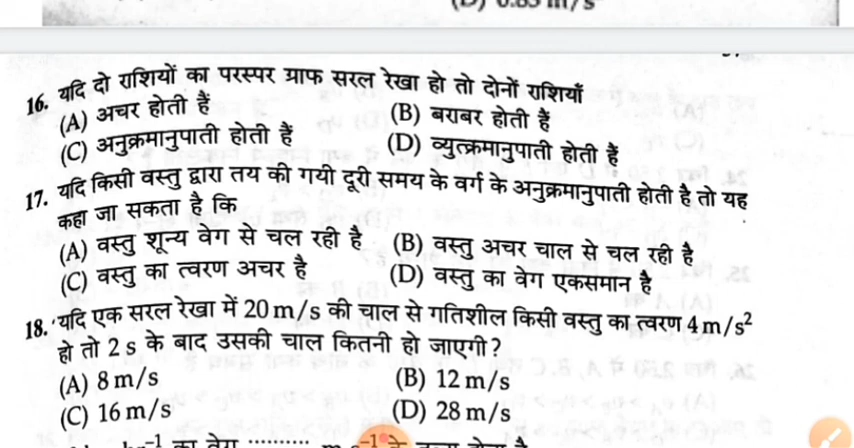 (D) 0.85 m/s
16. यदि दो राशियों का परस्पर ग्राफ सरल रेखा हो तो दोनों राशियाँ
(A) अचर होती हैं (B) बराबर होती हैं
(C) अनुक्रमानुपाती होती हैं (D) व्युत्क्रमानुपाती होती हैं
17. यदि किसी वस्तु द्वारा तय की गयी दूरी समय के वर्ग के अनुक्रमानुपाती होती है तो यह
कहा जा सकता है कि
(A) वस्तु शून्य वेग से चल रही है (B) वस्तु अचर चाल से चल रही है
(C) वस्तु का त्वरण अचर है (D) वस्तु का वेग एकसमान है
18. यदि एक सरल रेखा में 20 m/s की चाल से गतिशील किसी वस्तु का त्वरण 4 m/s²
हो तो 2 s के बाद उसकी चाल कितनी हो जाएगी?
(A) 8 m/s (B) 12 m/s
(C) 16 m/s (D) 28 m/s